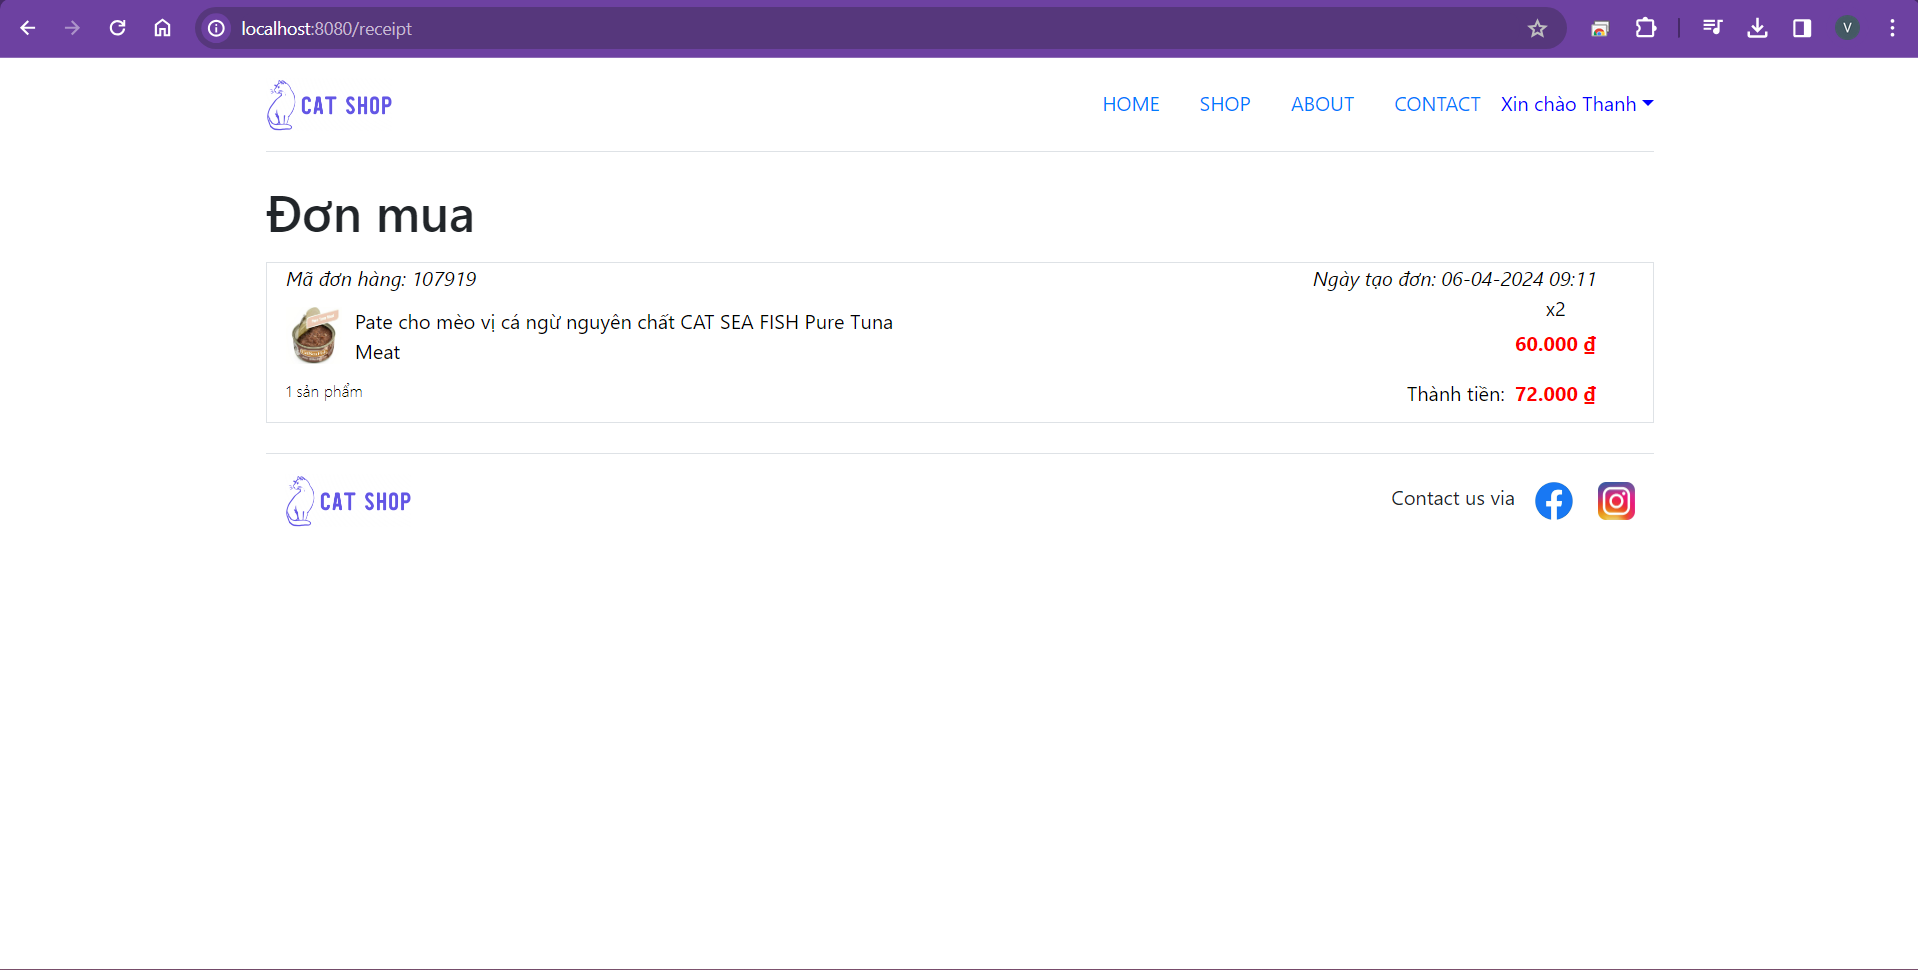 localhost:8080/receipt
V
CAT SHOP
HOME SHOP ABOUT CONTACT Xin chào Thanh
Đơn mua
Mã đơn hàng: 107919 Ngày tạo đơn: 06-04-2024 09:11
x2
Pate cho mèo vị cá ngừ nguyên chất CAT SEA FISH Pure Tuna
Meat
60.000 ₫
1 sản phẩm Thành tiền: 72.000 ₫
CAT SHOP Contact us via